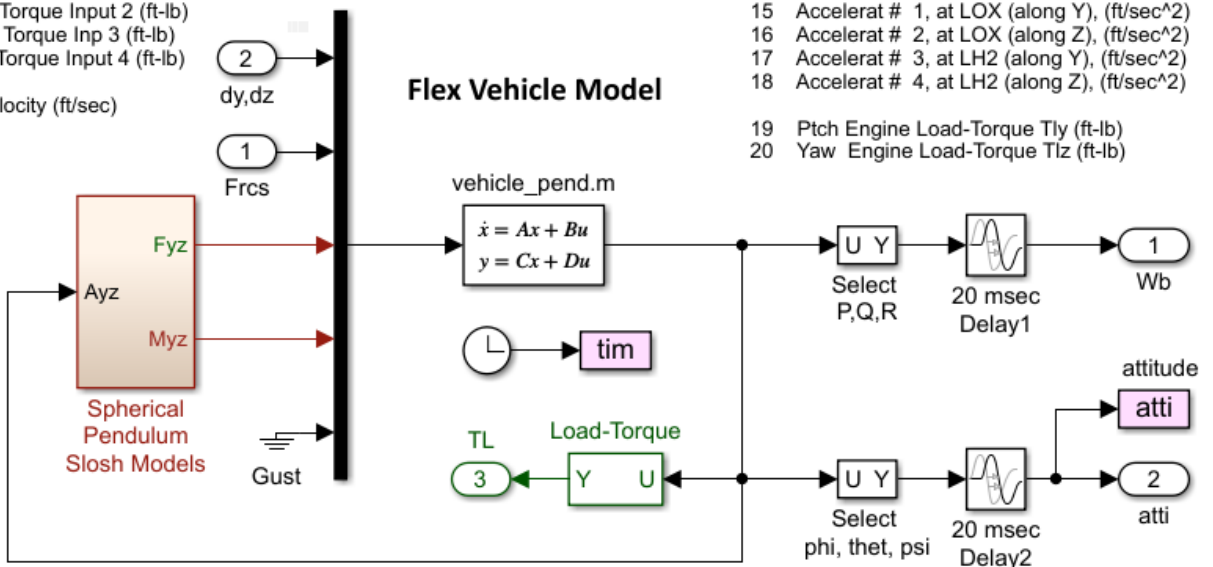 Torque Input 2 (ft-lb)
Torque Inp 3 (ft-lb)
Torque Input 4 (ft-lb)
locity (ft/sec)
15 Accelerat # 1, at LOX (along Y), (ft/sec^2)
16 Accelerat # 2, at LOX (along Z), (ft/sec^2)
17 Accelerat # 3, at LH2 (along Y), (ft/sec^2)
18 Accelerat # 4, at LH2 (along Z), (ft/sec^2)
19 Ptch Engine Load-Torque Tly (ft-lb)
20 Yaw Engine Load-Torque Tlz (ft-lb)
Flex Vehicle Model
2
dy,dz
1
Frcs
Fyz
Ayz
Myz
Spherical
Pendulum
Slosh Models
Gust
vehicle_pend.m
ẋ = Ax + Bu
y = Cx + Du
tim
TL
3
Load-Torque
Y U
U Y
Select
P,Q,R
20 msec
Delay1
1
Wb
attitude
atti
U Y
Select
phi, thet, psi
20 msec
Delay2
2
atti